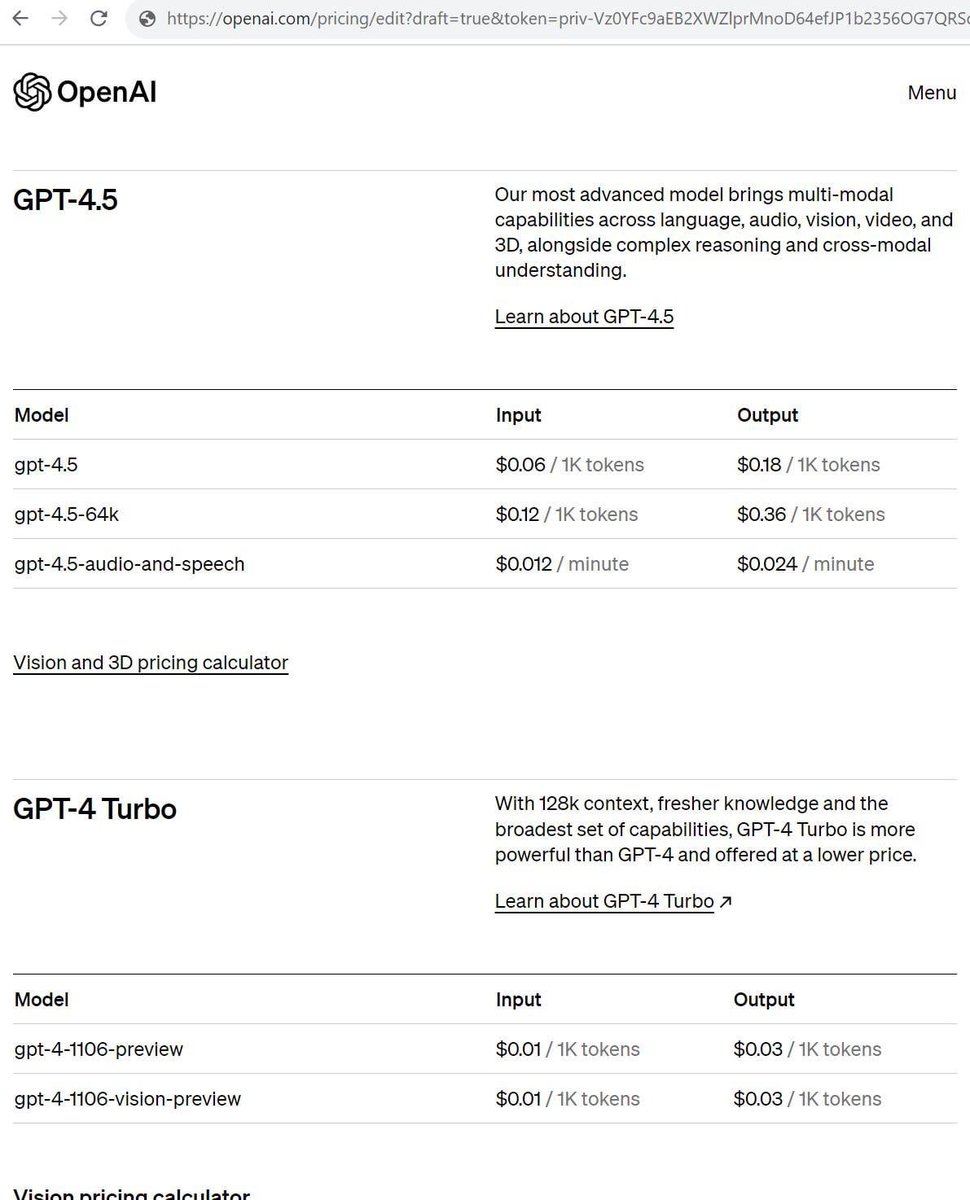 https://openai.com/pricing/edit?draft=true&token=priv-Vz0YFc9aEB2XWZlprMnoD64efJP1b2356OG7QRS
OpenAI
Menu
GPT-4.5
Our most advanced model brings multi-modal
capabilities across language, audio, vision, video, and
3D, alongside complex reasoning and cross-modal
understanding.
Learn about GPT-4.5
Model Input Output
gpt-4.5 $0.06 / 1K tokens $0.18 / 1K tokens
gpt-4.5-64k $0.12 / 1K tokens $0.36 / 1K tokens
gpt-4.5-audio-and-speech $0.012 / minute $0.024 / minute
Vision and 3D pricing calculator
GPT-4 Turbo
With 128k context, fresher knowledge and the
broadest set of capabilities, GPT-4 Turbo is more
powerful than GPT-4 and offered at a lower price.
Learn about GPT-4 Turbo ↗
Model Input Output
gpt-4-1106-preview $0.01 / 1K tokens $0.03 / 1K tokens
gpt-4-1106-vision-preview $0.01 / 1K tokens $0.03 / 1K tokens
Vision pricing calculator